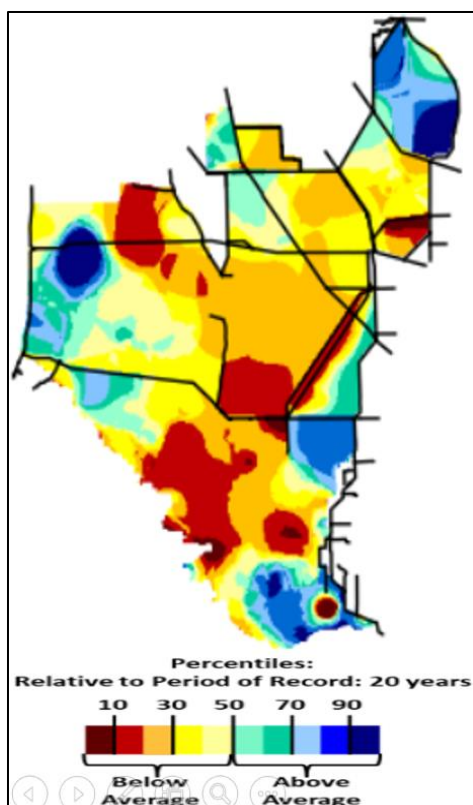 Percentiles:
Relative to Period of Record: 20 years
10 30 50 70 90
Below Above
Average Average